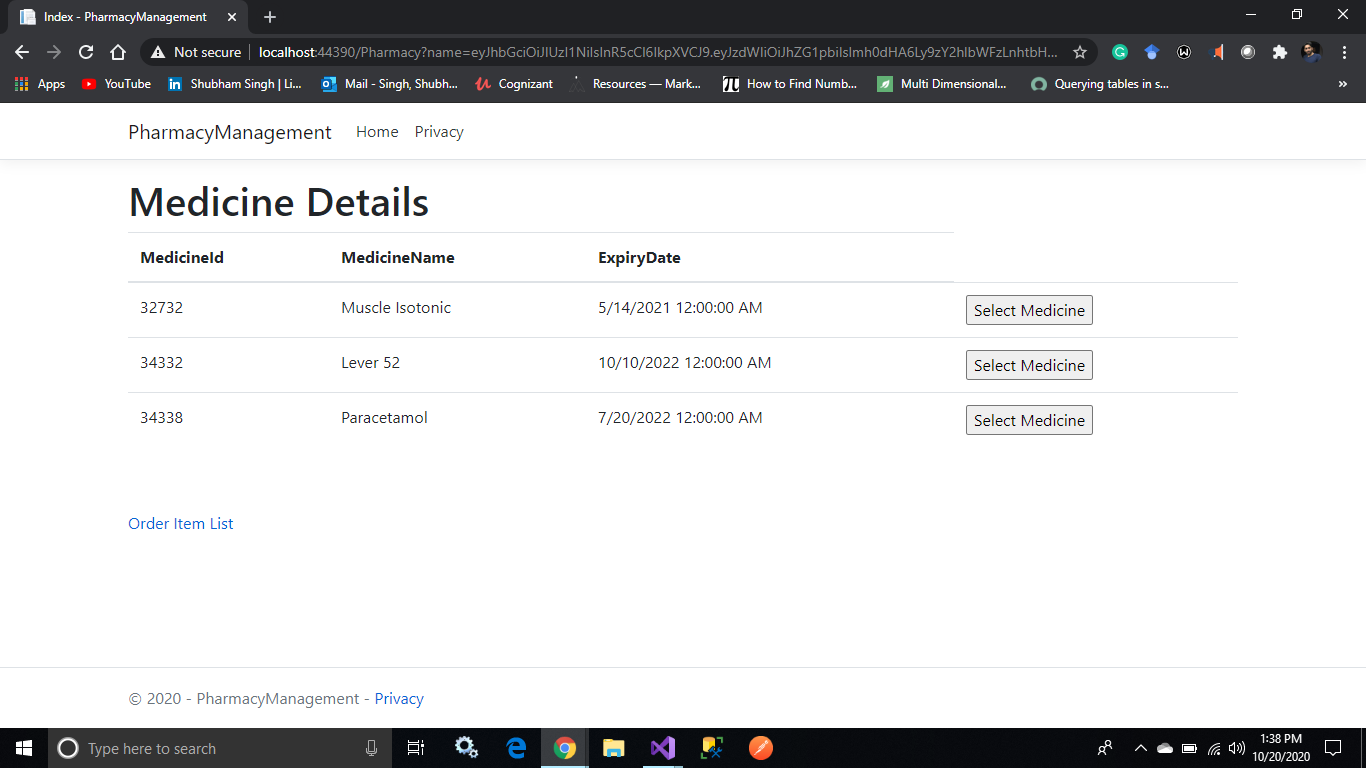 Index - PharmacyManagement
Not secure localhost:44390/Pharmacy?name=eyJhbGciOiJIUzI1NiIsInR5cCI6IkpXVCJ9.eyJzdWIiOiJhZG1pbiIsImh0dHA6Ly9zY2hlbWFzLnhtbH...
Apps YouTube Shubham Singh | Li... Mail - Singh, Shubh... Cognizant Resources — Mark... How to Find Numb... Multi Dimensional... Querying tables in s... »
PharmacyManagement Home Privacy
Medicine Details
MedicineId MedicineName ExpiryDate
32732 Muscle Isotonic 5/14/2021 12:00:00 AM Select Medicine
34332 Lever 52 10/10/2022 12:00:00 AM Select Medicine
34338 Paracetamol 7/20/2022 12:00:00 AM Select Medicine
Order Item List
© 2020 - PharmacyManagement - Privacy
Type here to search
1:38 PM
10/20/2020